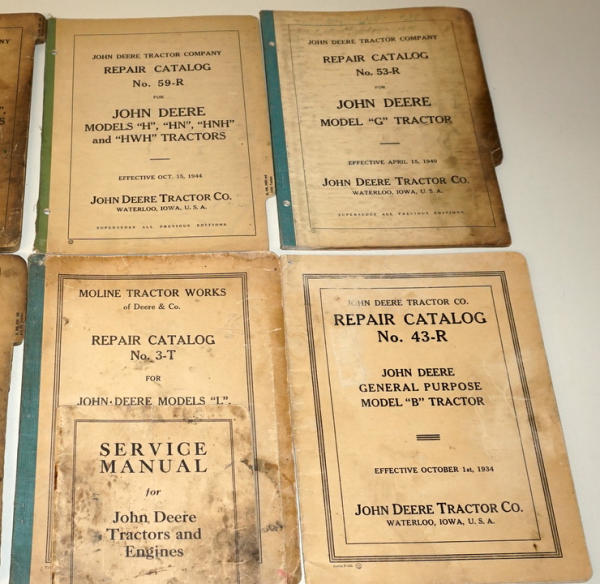 JOHN DEERE TRACTOR COMPANY
REPAIR CATALOG
No. 59-R
FOR
JOHN DEERE
MODELS "H", "HN", "HNH"
and "HWH" TRACTORS
EFFECTIVE OCT. 15, 1944
JOHN DEERE TRACTOR CO.
WATERLOO, IOWA, U. S. A.
SUPERSEDES ALL PREVIOUS EDITIONS
JOHN DEERE TRACTOR COMPANY
REPAIR CATALOG
No. 53-R
FOR
JOHN DEERE
MODEL "G" TRACTOR
EFFECTIVE APRIL 15, 1940
JOHN DEERE TRACTOR CO.
WATERLOO, IOWA, U. S. A.
SUPERSEDES ALL PREVIOUS EDITIONS
MOLINE TRACTOR WORKS
of Deere & Co.
REPAIR CATALOG
No. 3-T
FOR
JOHN-DEERE MODELS "L",
SERVICE
MANUAL
for
John Deere
Tractors and
Engines
JOHN DEERE TRACTOR CO.
REPAIR CATALOG
No. 43-R
JOHN DEERE
GENERAL PURPOSE
MODEL "B" TRACTOR
EFFECTIVE OCTOBER 1st, 1934
JOHN DEERE TRACTOR CO.
WATERLOO, IOWA, U. S. A.